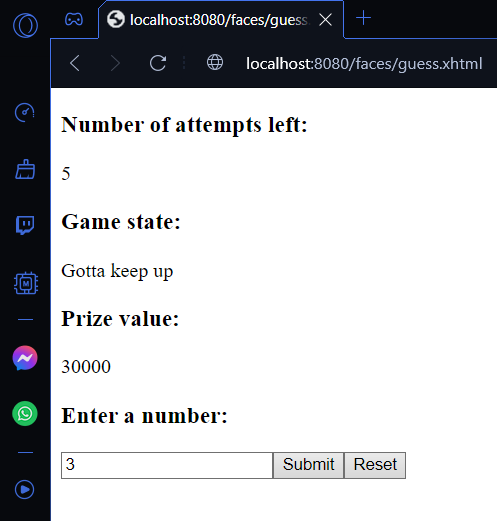 localhost:8080/faces/guess.
localhost:8080/faces/guess.xhtml
Number of attempts left:
5
Game state:
Gotta keep up
Prize value:
30000
Enter a number:
3 Submit Reset